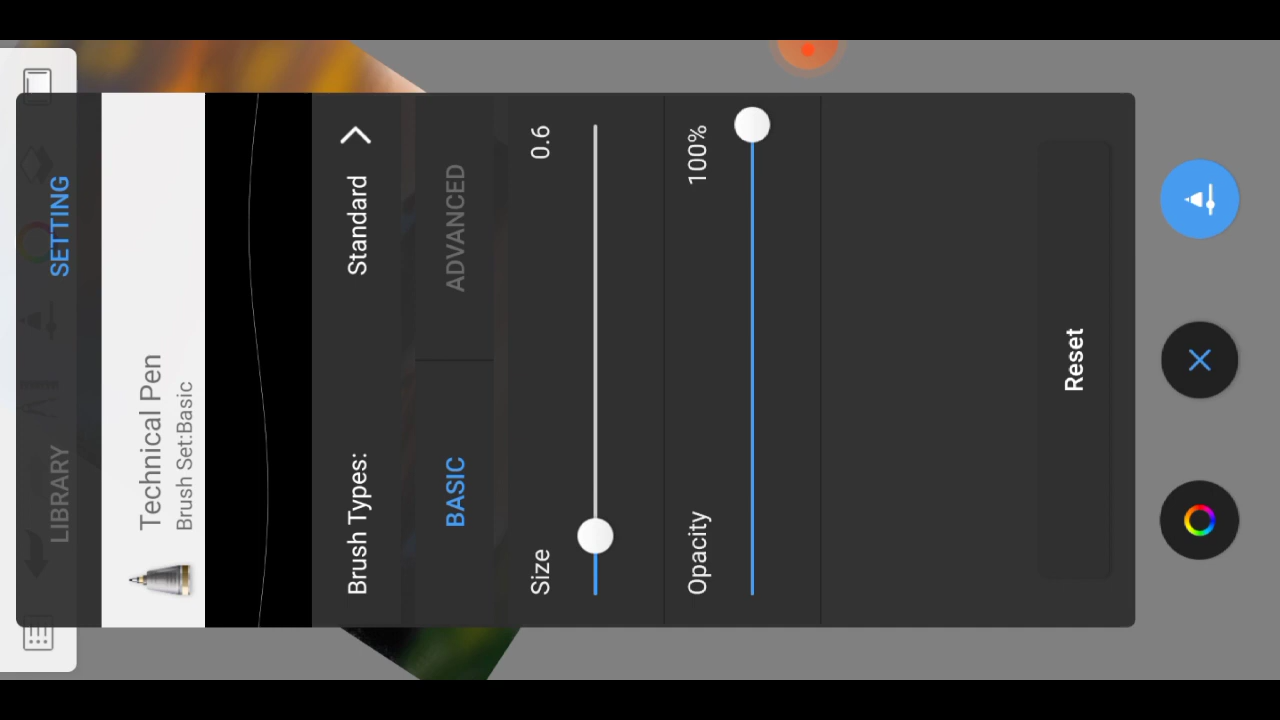 LIBRARY SETTING
Technical Pen
Brush Set:Basic
Brush Types: Standard
BASIC ADVANCED
Size 0.6
Opacity 100%
Reset